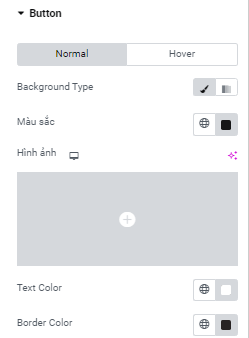 Button
Normal Hover
Background Type
Màu sắc
Hình ảnh
Text Color
Border Color